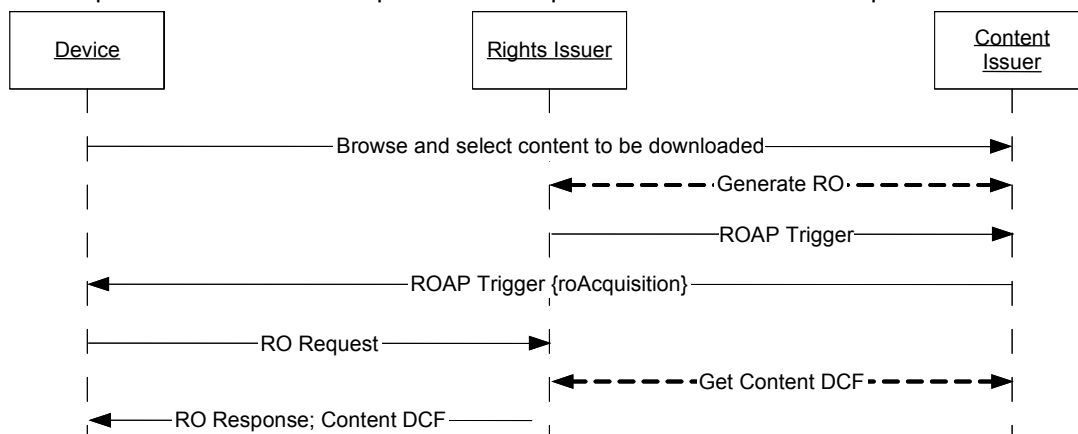 Device
Rights Issuer
Content
Issuer
Browse and select content to be downloaded
Generate RO
ROAP Trigger
ROAP Trigger {roAcquisition}
RO Request
Get Content DCF
RO Response; Content DCF